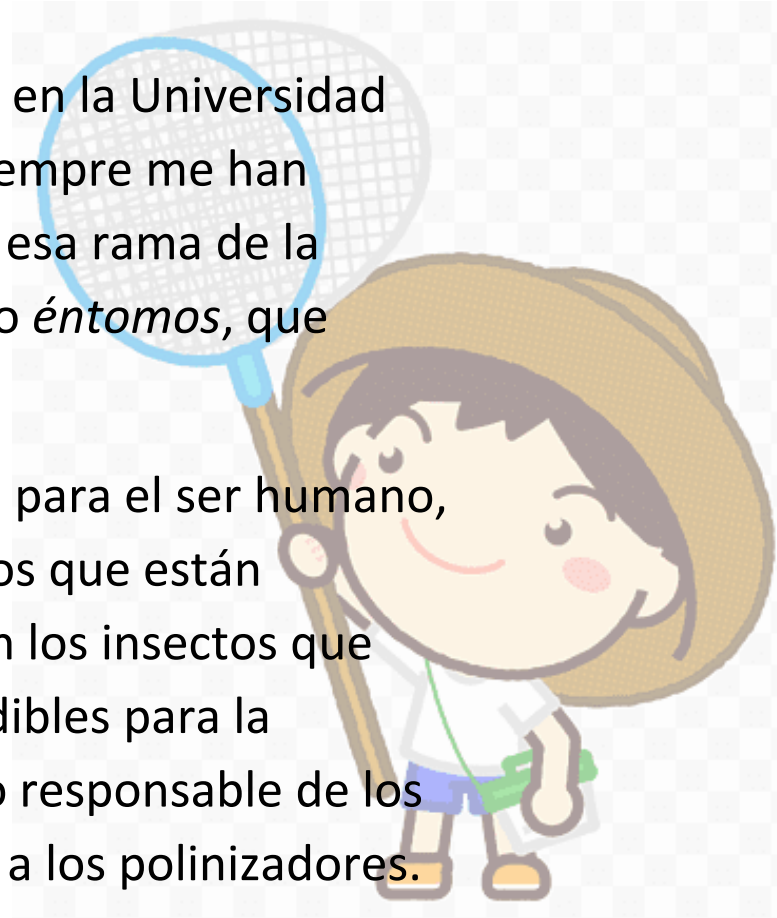 en la Universidad
empre me han
esa rama de la
o éntomos, que
para el ser humano,
os que están
n los insectos que
dibles para la
o responsable de los
a los polinizadores.